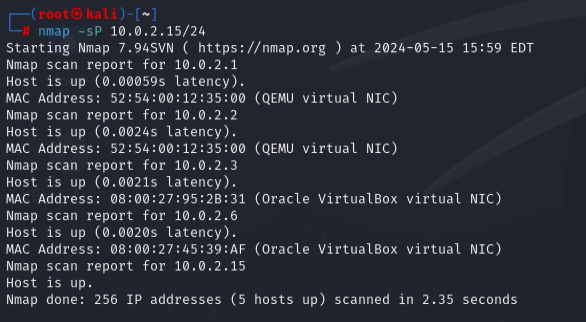 ┌──(root㉿kali)-[~]
└─# nmap -sP 10.0.2.15/24
Starting Nmap 7.94SVN ( https://nmap.org ) at 2024-05-15 15:59 EDT
Nmap scan report for 10.0.2.1
Host is up (0.00059s latency).
MAC Address: 52:54:00:12:35:00 (QEMU virtual NIC)
Nmap scan report for 10.0.2.2
Host is up (0.0024s latency).
MAC Address: 52:54:00:12:35:00 (QEMU virtual NIC)
Nmap scan report for 10.0.2.3
Host is up (0.0021s latency).
MAC Address: 08:00:27:95:2B:31 (Oracle VirtualBox virtual NIC)
Nmap scan report for 10.0.2.6
Host is up (0.0020s latency).
MAC Address: 08:00:27:45:39:AF (Oracle VirtualBox virtual NIC)
Nmap scan report for 10.0.2.15
Host is up.
Nmap done: 256 IP addresses (5 hosts up) scanned in 2.35 seconds